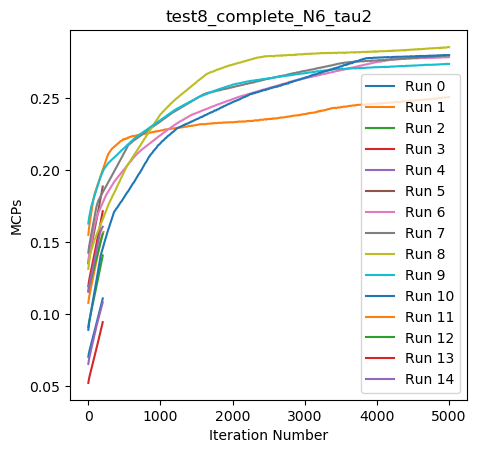 test8_complete_N6_tau2
MCPs
0.25
0.20
0.15
0.10
0.05
Run 0
Run 1
Run 2
Run 3
Run 4
Run 5
Run 6
Run 7
Run 8
Run 9
Run 10
Run 11
Run 12
Run 13
Run 14
0 1000 2000 3000 4000 5000
Iteration Number